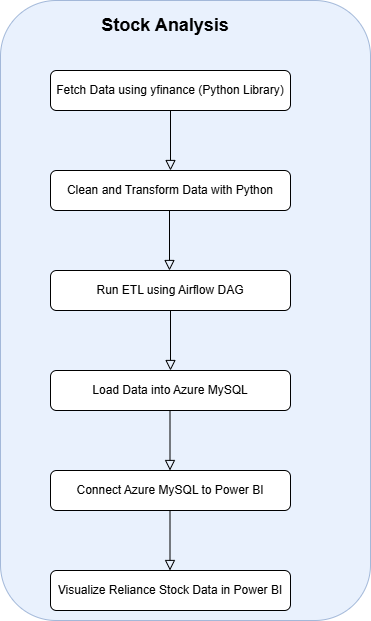 Stock Analysis
Fetch Data using yfinance (Python Library)
Clean and Transform Data with Python
Run ETL using Airflow DAG
Load Data into Azure MySQL
Connect Azure MySQL to Power BI
Visualize Reliance Stock Data in Power BI